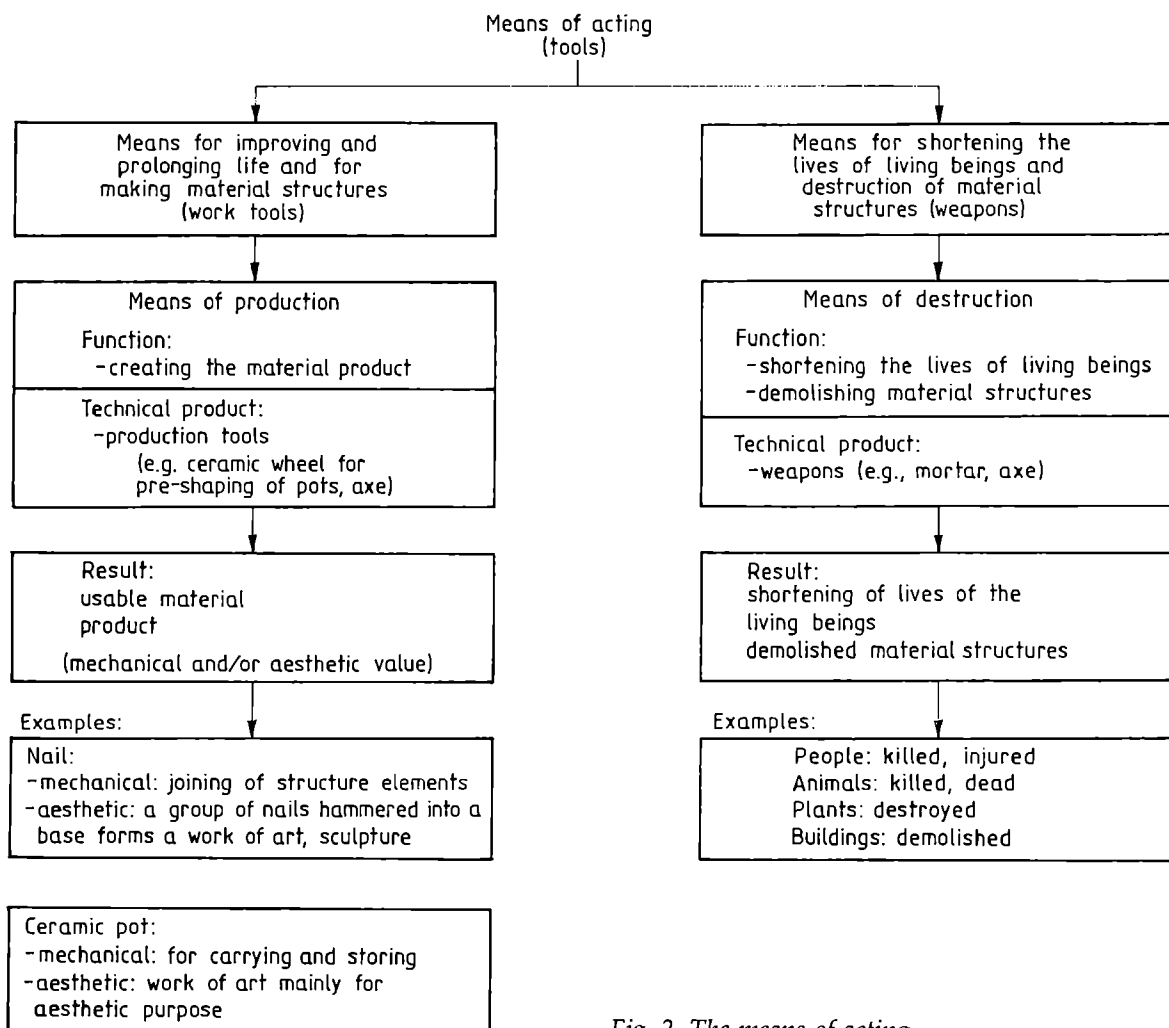 Means of acting
(tools)
Means for improving and
prolonging life and for
making material structures
(work tools)
Means of production
Function:
-creating the material product
Technical product:
-production tools
(e.g. ceramic wheel for
pre-shaping of pots, axe)
Result:
usable material
product
(mechanical and/or aesthetic value)
Examples:
Nail:
-mechanical: joining of structure elements
-aesthetic: a group of nails hammered into a
base forms a work of art, sculpture
Ceramic pot:
-mechanical: for carrying and storing
-aesthetic: work of art mainly for
aesthetic purpose
Means for shortening the
lives of living beings and
destruction of material
structures (weapons)
Means of destruction
Function:
-shortening the lives of living beings
-demolishing material structures
Technical product:
-weapons (e.g., mortar, axe)
Result:
shortening of lives of the
living beings
demolished material structures
Examples:
People: killed, injured
Animals: killed, dead
Plants: destroyed
Buildings: demolished
Fig. 2. The means of acting